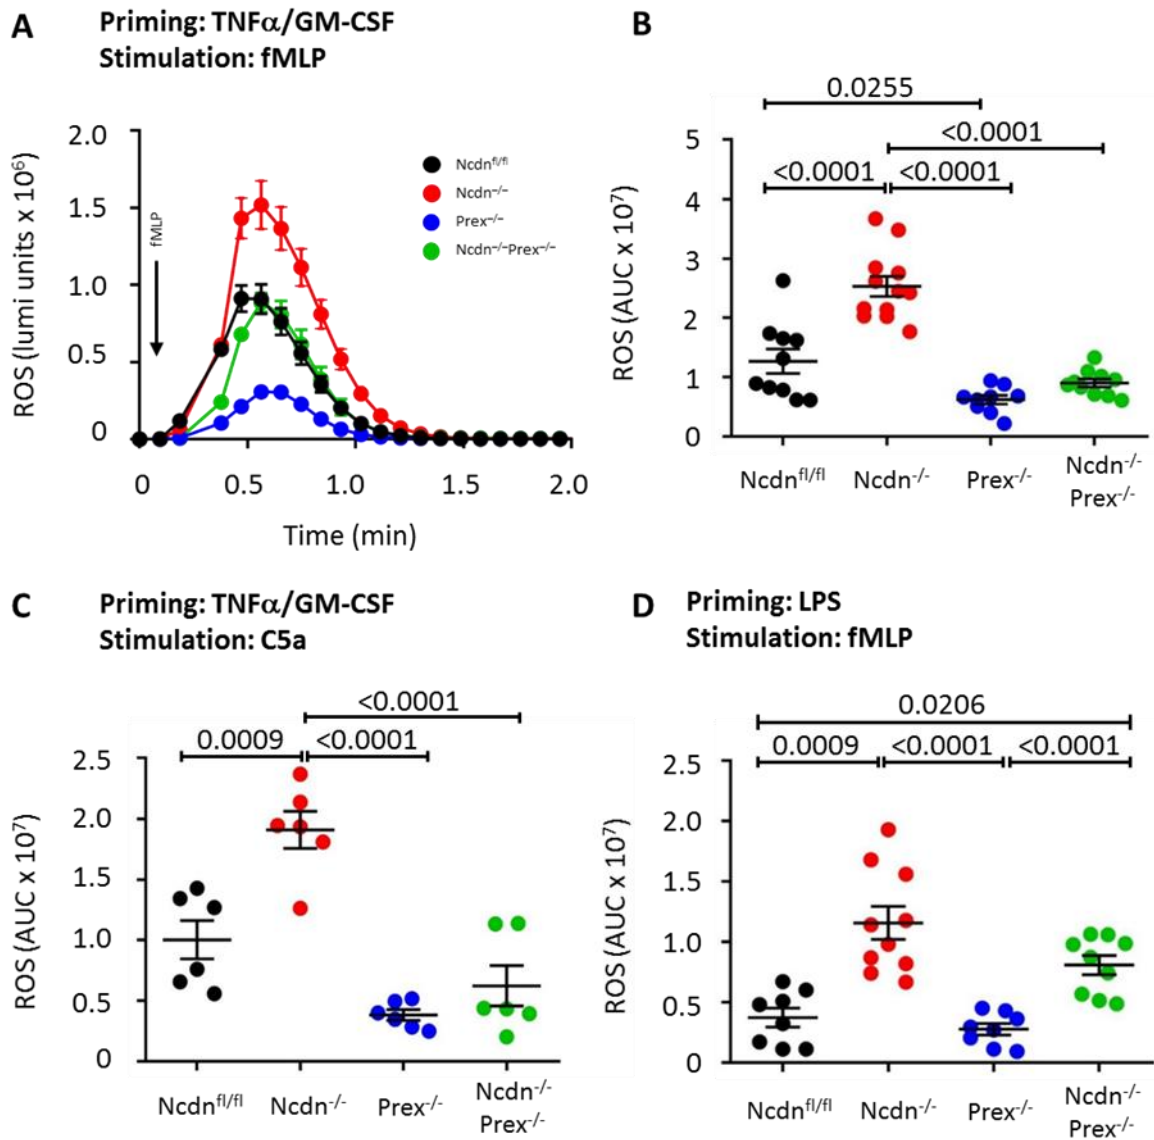 A
Priming: TNFα/GM-CSF
Stimulation: fMLP
ROS (lumi units x 10⁶)
2.0
1.5
1.0
0.5
0
fMLP
Ncdnfl/fl
Ncdn–/–
Prex–/–
Ncdn–/–Prex–/–
0 0.5 1.0 1.5 2.0
Time (min)
B
0.0255
<0.0001
<0.0001 <0.0001
ROS (AUC x 10⁷)
5
4
3
2
1
0
Ncdnfl/fl Ncdn-/- Prex-/- Ncdn-/-
Prex-/-
C
Priming: TNFα/GM-CSF
Stimulation: C5a
<0.0001
0.0009 <0.0001
ROS (AUC x 10⁷)
2.5
2.0
1.5
1.0
0.5
0
Ncdnfl/fl Ncdn-/- Prex-/- Ncdn-/-
Prex-/-
D
Priming: LPS
Stimulation: fMLP
0.0206
0.0009 <0.0001 <0.0001
ROS (AUC x 10⁷)
2.5
2.0
1.5
1.0
0.5
0
Ncdnfl/fl Ncdn-/- Prex-/- Ncdn-/-
Prex-/-